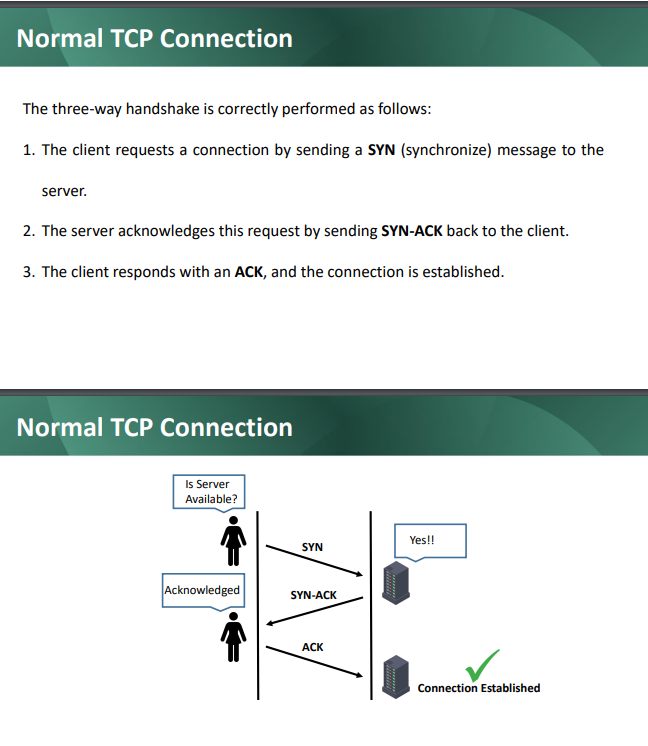 Normal TCP Connection
The three-way handshake is correctly performed as follows:
1. The client requests a connection by sending a SYN (synchronize) message to the
server.
2. The server acknowledges this request by sending SYN-ACK back to the client.
3. The client responds with an ACK, and the connection is established.
Normal TCP Connection
Is Server
Available?
Yes!!
SYN
Acknowledged
SYN-ACK
ACK
Connection Established